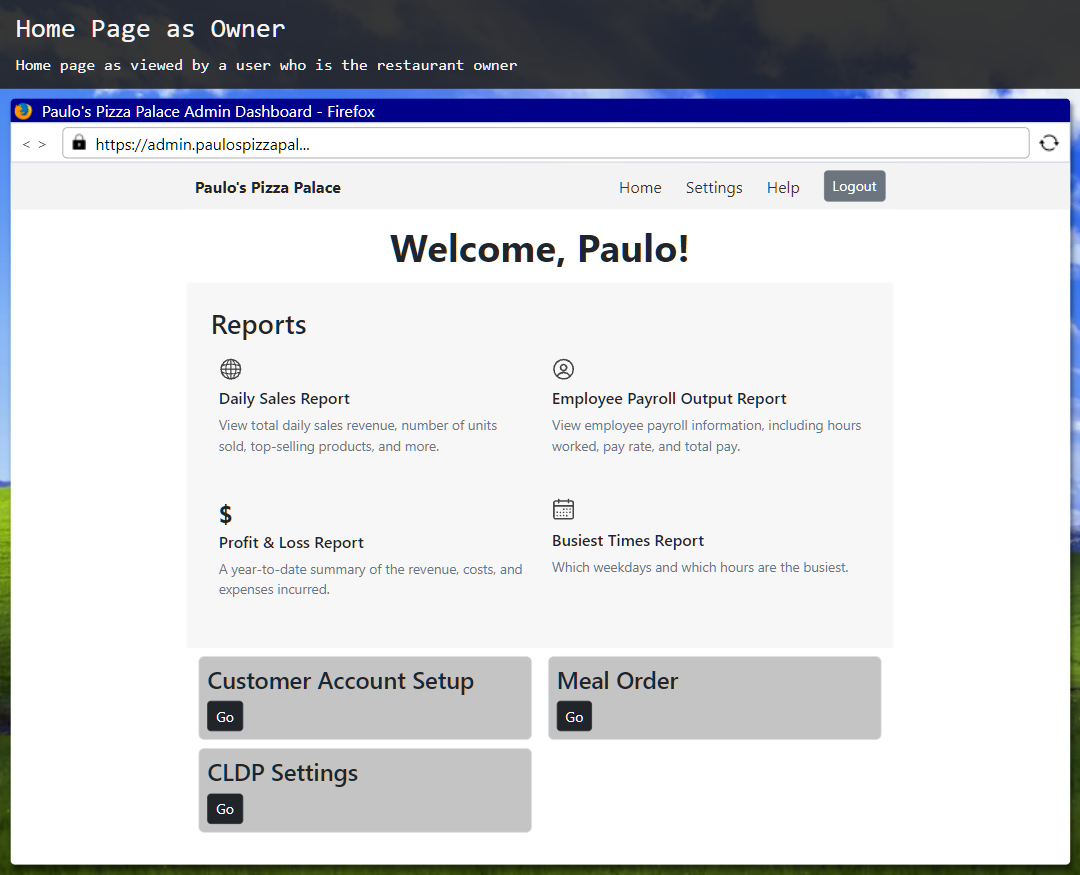 Home Page as Owner
Home page as viewed by a user who is the restaurant owner
Paulo's Pizza Palace Admin Dashboard - Firefox
< > https://admin.paulospizzapal...
Paulo's Pizza Palace Home Settings Help Logout
Welcome, Paulo!
Reports
Daily Sales Report
View total daily sales revenue, number of units
sold, top-selling products, and more.
Employee Payroll Output Report
View employee payroll information, including hours
worked, pay rate, and total pay.
$
Profit & Loss Report
A year-to-date summary of the revenue, costs, and
expenses incurred.
Busiest Times Report
Which weekdays and which hours are the busiest.
Customer Account Setup
Go
Meal Order
Go
CLDP Settings
Go